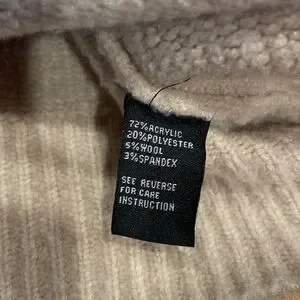 72%ACRYLIC
20%POLYESTER
5%WOOL
3%SPANDEX
SEE REVERSE
FOR CARE
INSTRUCTION